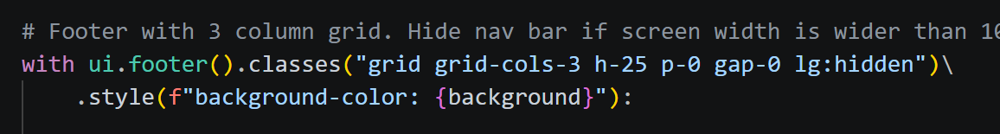 # Footer with 3 column grid. Hide nav bar if screen width is wider than 10
with ui.footer().classes("grid grid-cols-3 h-25 p-0 gap-0 lg:hidden")\
.style(f"background-color: {background}"):